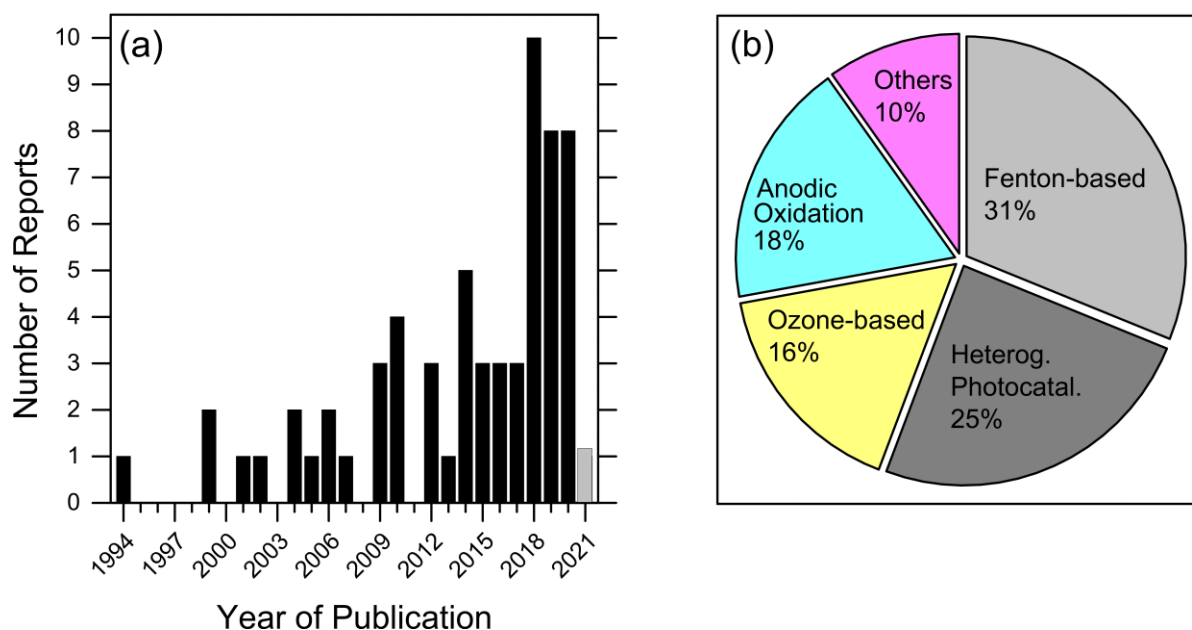 (a)
Number of Reports
10
9
8
7
6
5
4
3
2
1
0
1994
1997
2000
2003
2006
2009
2012
2015
2018
2021
Year of Publication
(b)
Others
10%
Fenton-based
31%
Anodic
Oxidation
18%
Ozone-based
16%
Heterog.
Photocatal.
25%